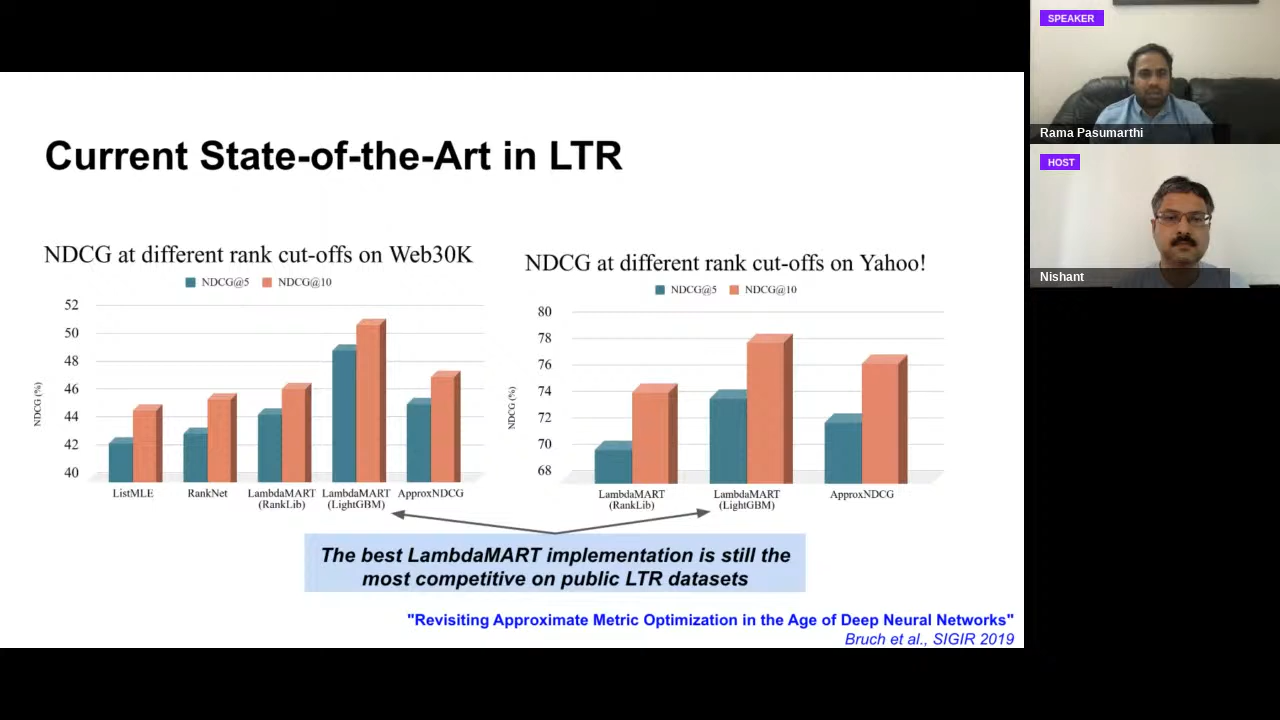 Current State-of-the-Art in LTR
NDCG at different rank cut-offs on Web30K
NDCG@5 NDCG@10
NDCG (%)
52
50
48
46
44
42
40
ListMLE RankNet LambdaMART LambdaMART ApproxNDCG
(RankLib) (LightGBM)
NDCG at different rank cut-offs on Yahoo!
NDCG@5 NDCG@10
NDCG (%)
80
78
76
74
72
70
68
LambdaMART LambdaMART ApproxNDCG
(RankLib) (LightGBM)
The best LambdaMART implementation is still the
most competitive on public LTR datasets
"Revisiting Approximate Metric Optimization in the Age of Deep Neural Networks"
Bruch et al., SIGIR 2019
SPEAKER
Rama Pasumarthi
HOST
Nishant